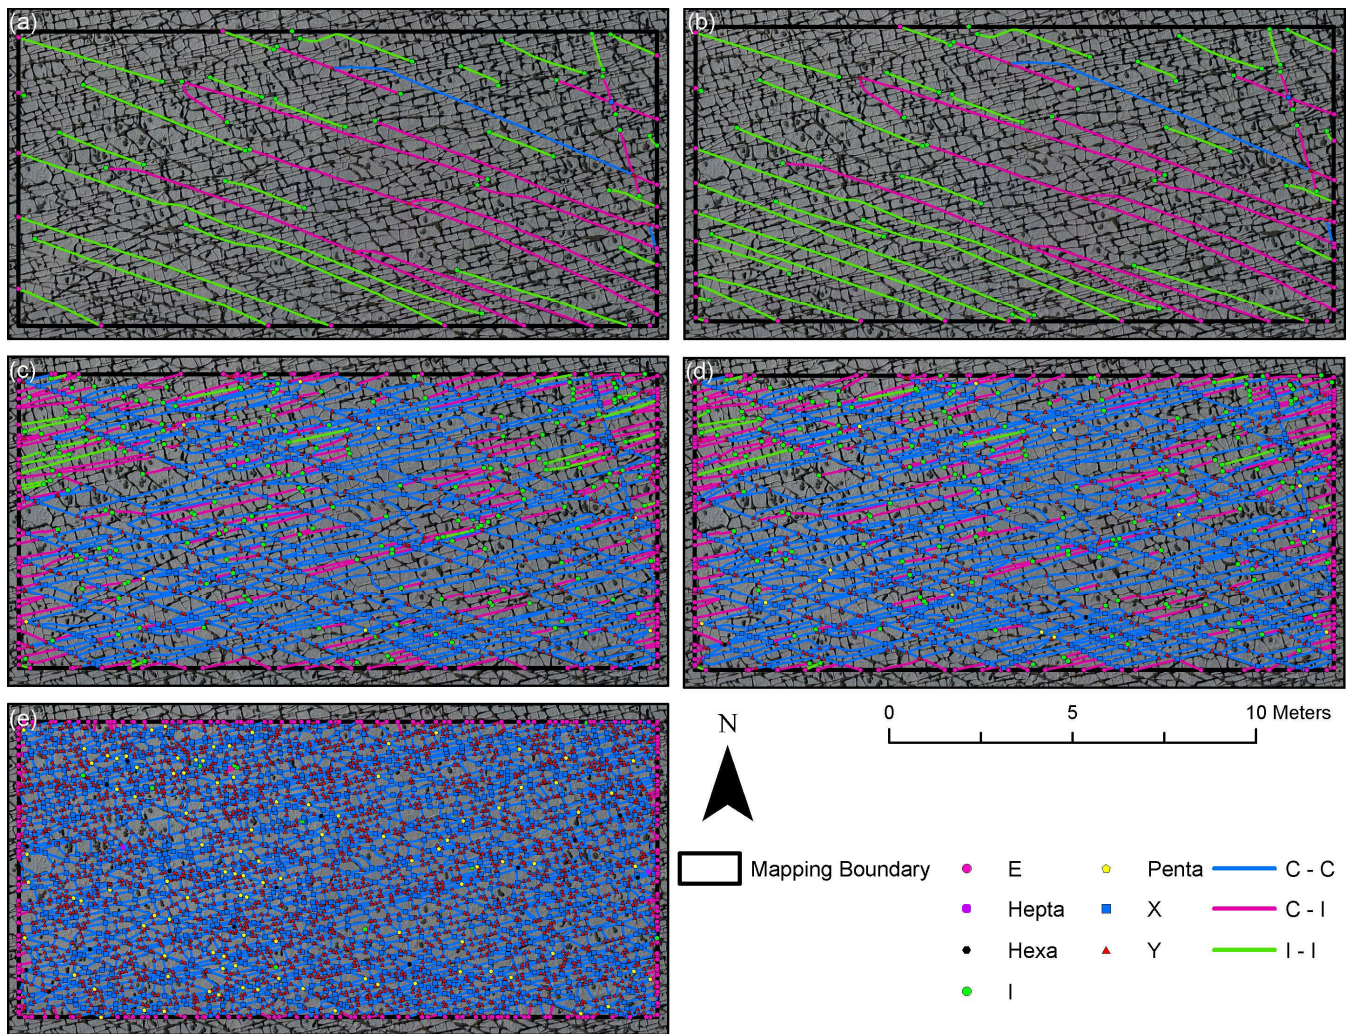 (a)
(b)
(c)
(d)
(e)
0 5 10 Meters
N
Mapping Boundary
E Penta C - C
Hepta X C - I
Hexa Y I - I
I